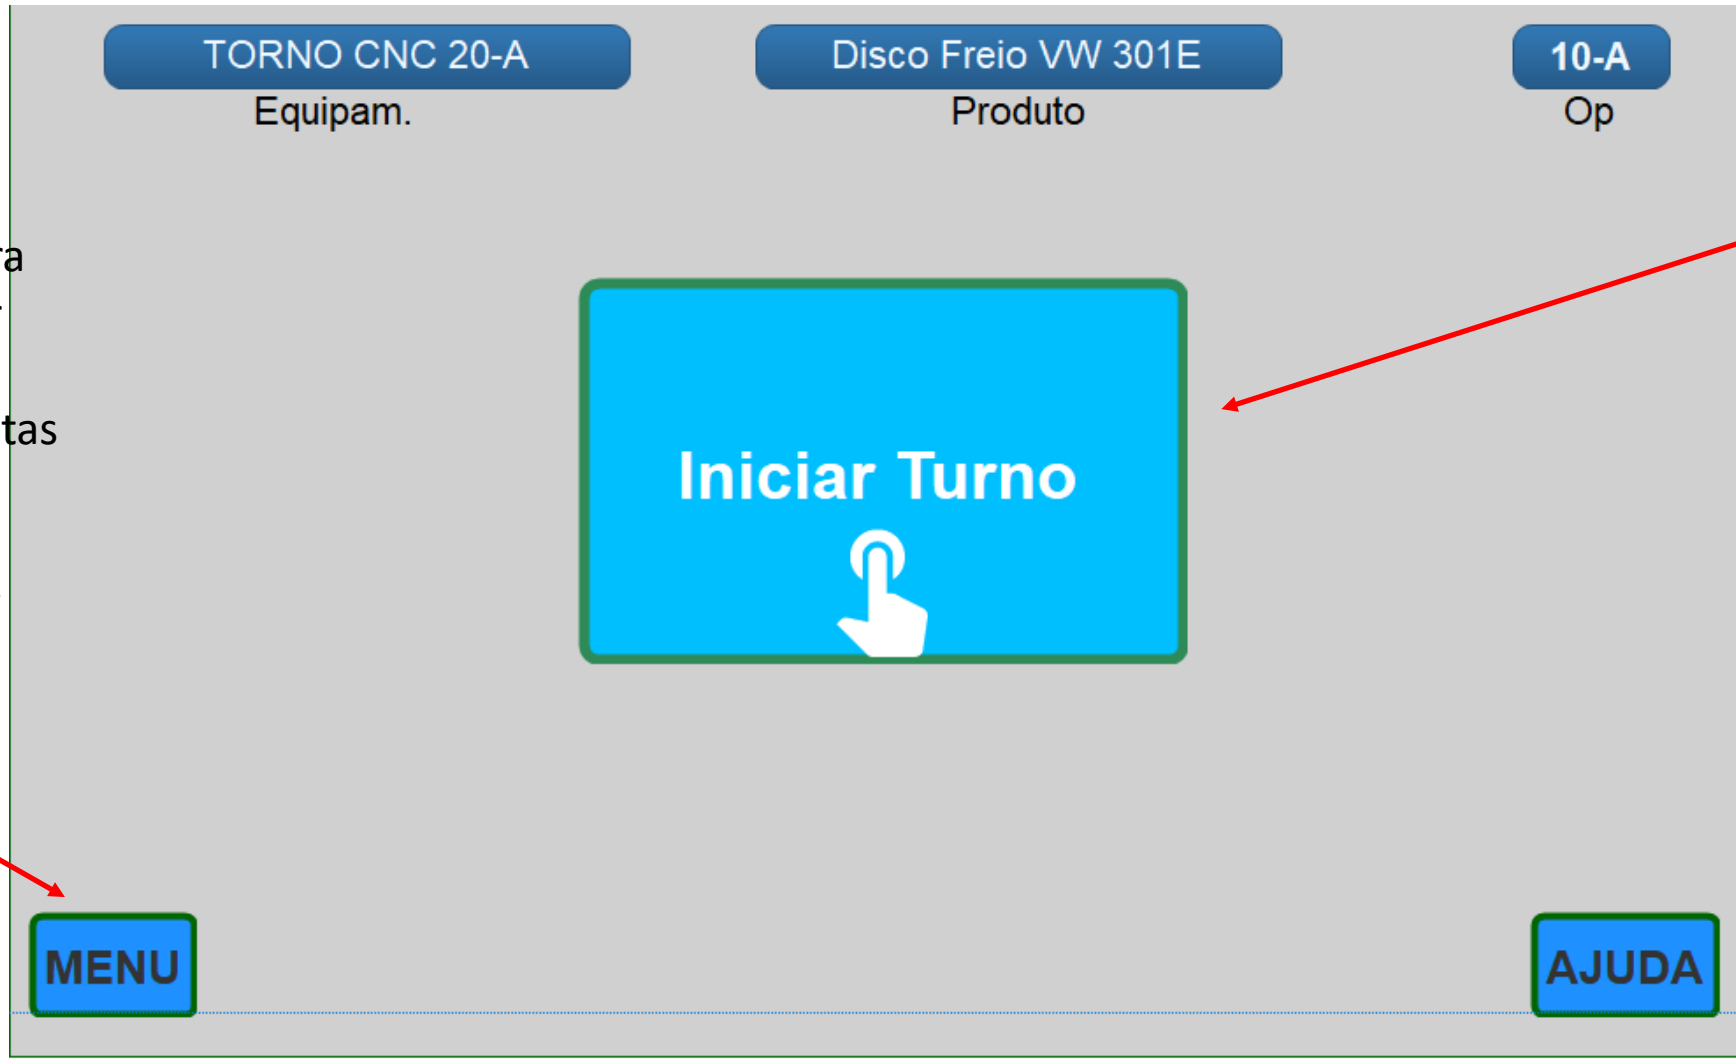 TORNO CNC 20-A
Disco Freio VW 301E
10-A
Equipam.
Produto
Op
tas
Iniciar Turno
MENU
AJUDA